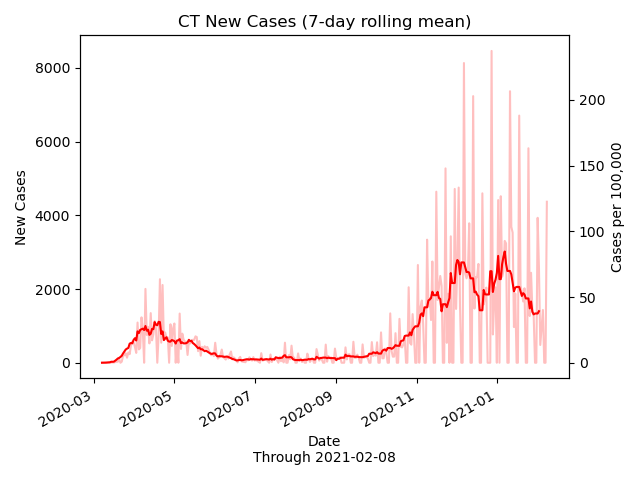 CT New Cases (7-day rolling mean)
New Cases
8000
6000
4000
2000
0
200
150
100
50
0
Cases per 100,000
2020-03 2020-05 2020-07 2020-09 2020-11 2021-01
Date
Through 2021-02-08